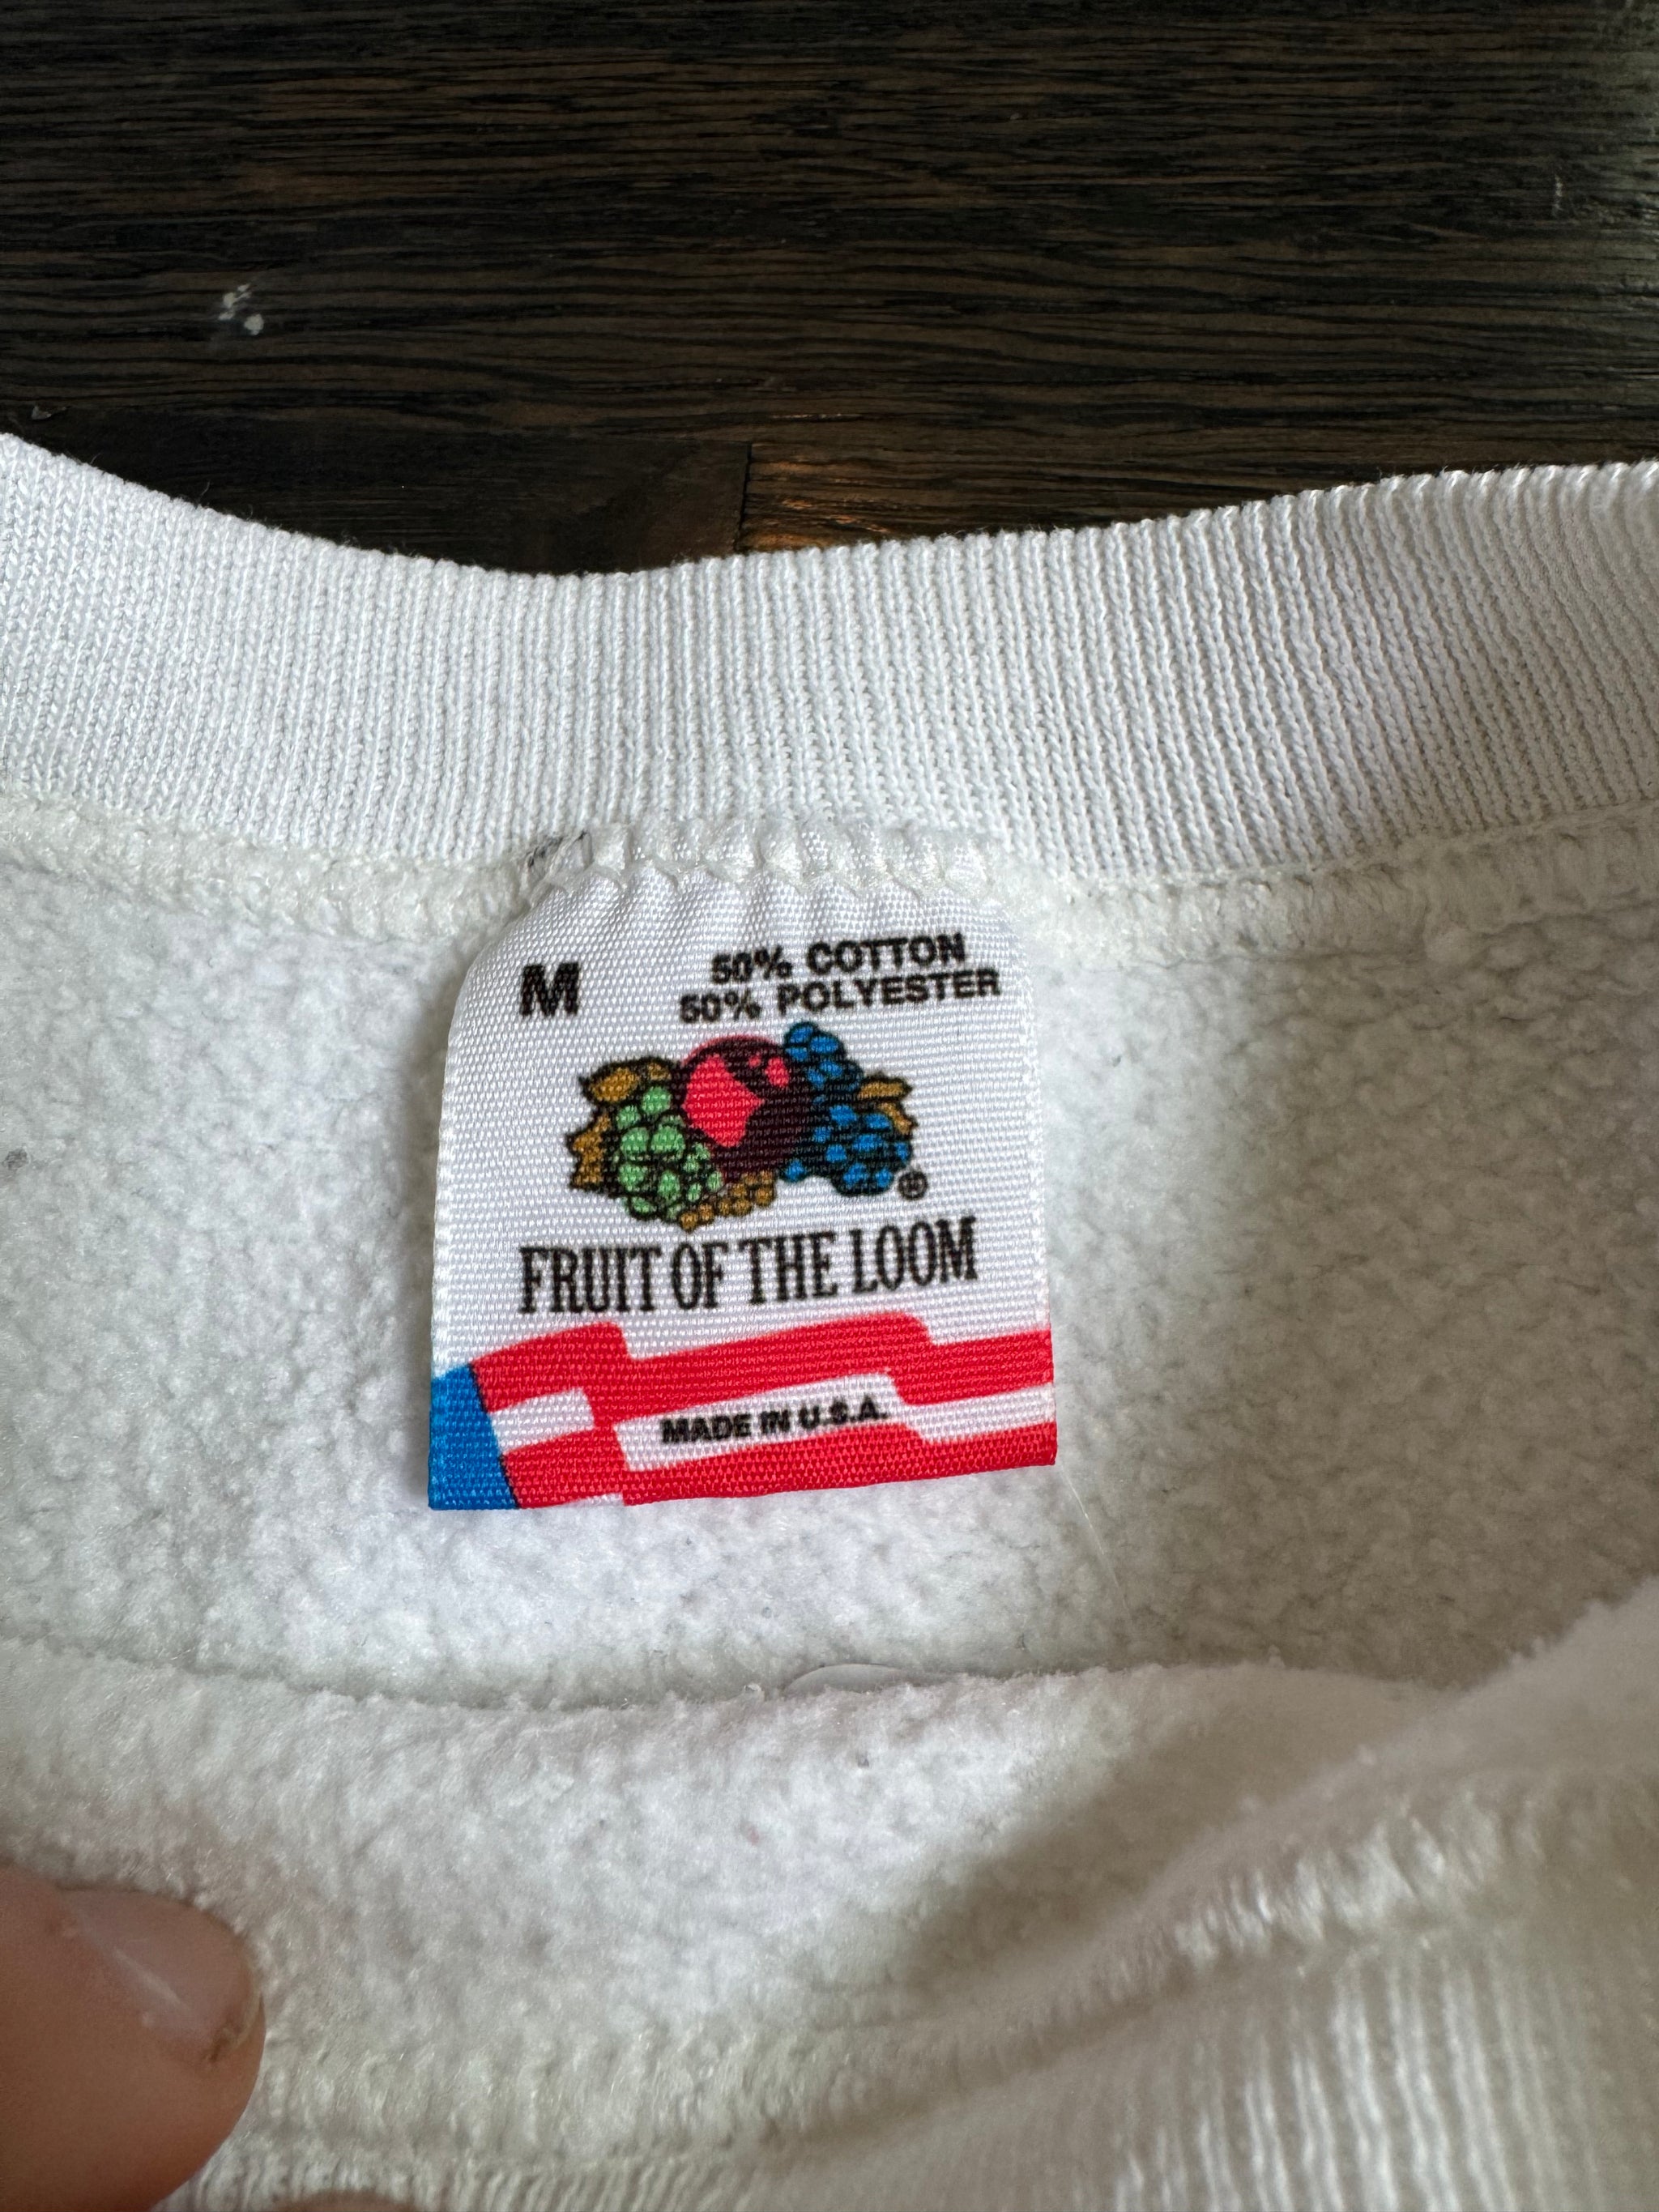 M
50% COTTON
50% POLYESTER
®
FRUIT OF THE LOOM
MADE IN U.S.A.